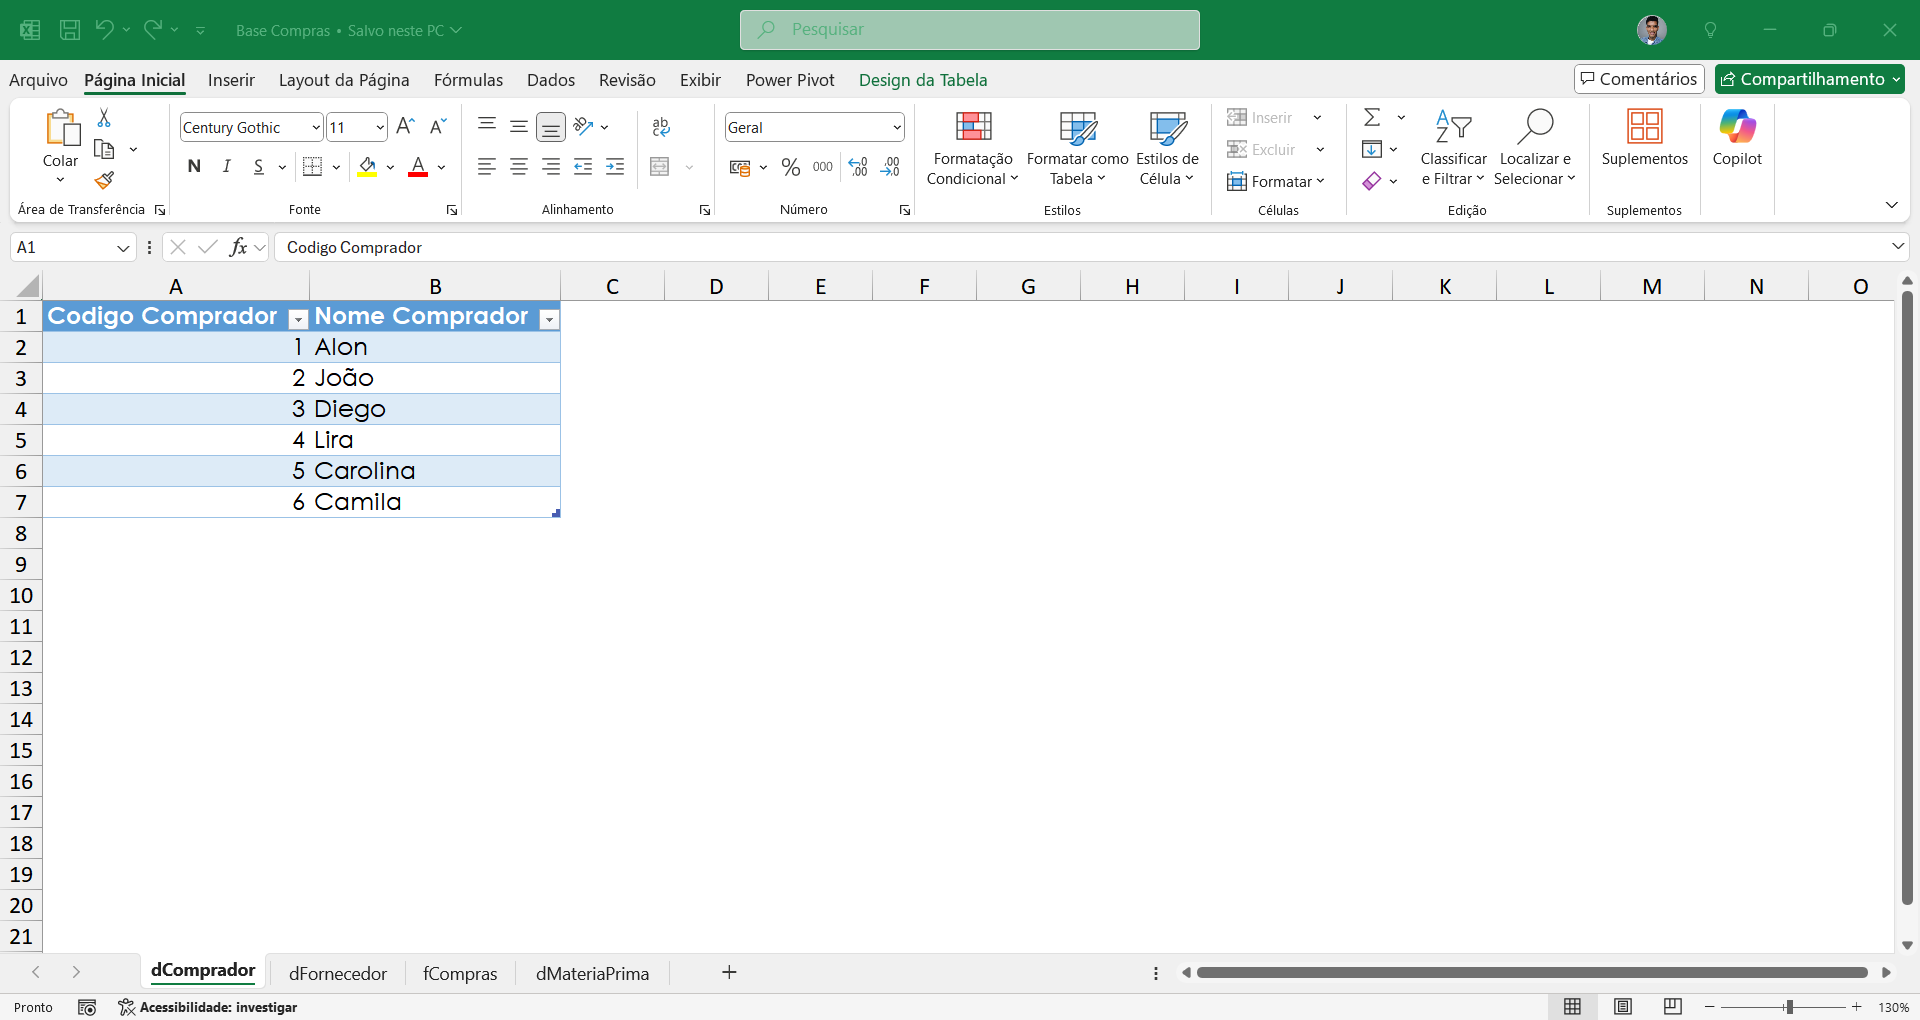 Base Compras • Salvo neste PC
Pesquisar
Arquivo Página Inicial Inserir Layout da Página Fórmulas Dados Revisão Exibir Power Pivot Design da Tabela Comentários Compartilhamento
Colar
Área de Transferência
Century Gothic 11
N I S
Fonte
ab
Alinhamento
Geral
% 000 ,00 ,00
Número
Formatação Condicional
Formatar como Tabela
Estilos de Célula
Estilos
Inserir
Excluir
Formatar
Células
Classificar e Filtrar
Localizar e Selecionar
Edição
Suplementos
Suplementos
Copilot
A1 fx Codigo Comprador
A B C D E F G H I J K L M N O
1 Codigo Comprador Nome Comprador
2 1 Alon
3 2 João
4 3 Diego
5 4 Lira
6 5 Carolina
7 6 Camila
8
9
10
11
12
13
14
15
16
17
18
19
20
21
dComprador dFornecedor fCompras dMateriaPrima
Pronto Acessibilidade: investigar 130%